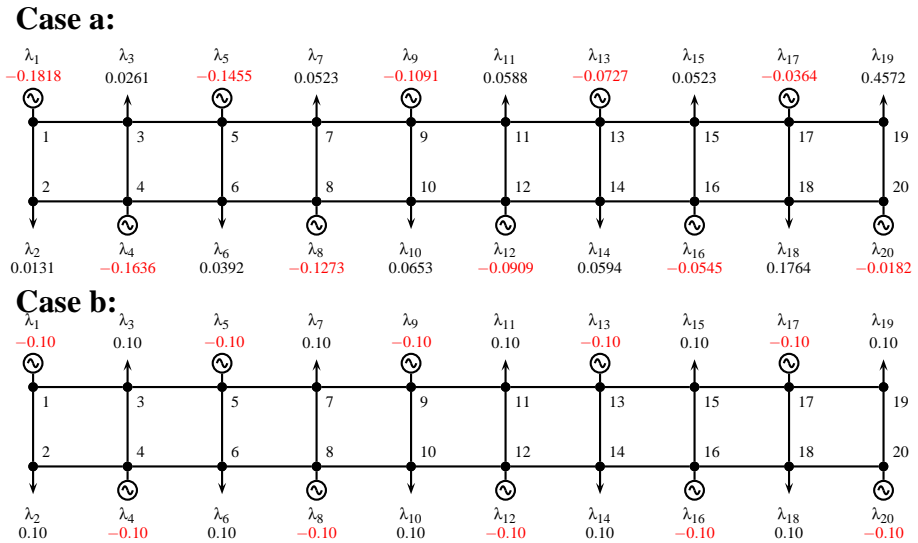 Case a:
λ₁ λ₃ λ₅ λ₇ λ₉ λ₁₁ λ₁₃ λ₁₅ λ₁₇ λ₁₉
−0.1818 0.0261 −0.1455 0.0523 −0.1091 0.0588 −0.0727 0.0523 −0.0364 0.4572
1 3 5 7 9 11 13 15 17 19
2 4 6 8 10 12 14 16 18 20
λ₂ λ₄ λ₆ λ₈ λ₁₀ λ₁₂ λ₁₄ λ₁₆ λ₁₈ λ₂₀
0.0131 −0.1636 0.0392 −0.1273 0.0653 −0.0909 0.0594 −0.0545 0.1764 −0.0182
Case b:
λ₁ λ₃ λ₅ λ₇ λ₉ λ₁₁ λ₁₃ λ₁₅ λ₁₇ λ₁₉
−0.10 0.10 −0.10 0.10 −0.10 0.10 −0.10 0.10 −0.10 0.10
1 3 5 7 9 11 13 15 17 19
2 4 6 8 10 12 14 16 18 20
λ₂ λ₄ λ₆ λ₈ λ₁₀ λ₁₂ λ₁₄ λ₁₆ λ₁₈ λ₂₀
0.10 −0.10 0.10 −0.10 0.10 −0.10 0.10 −0.10 0.10 −0.10